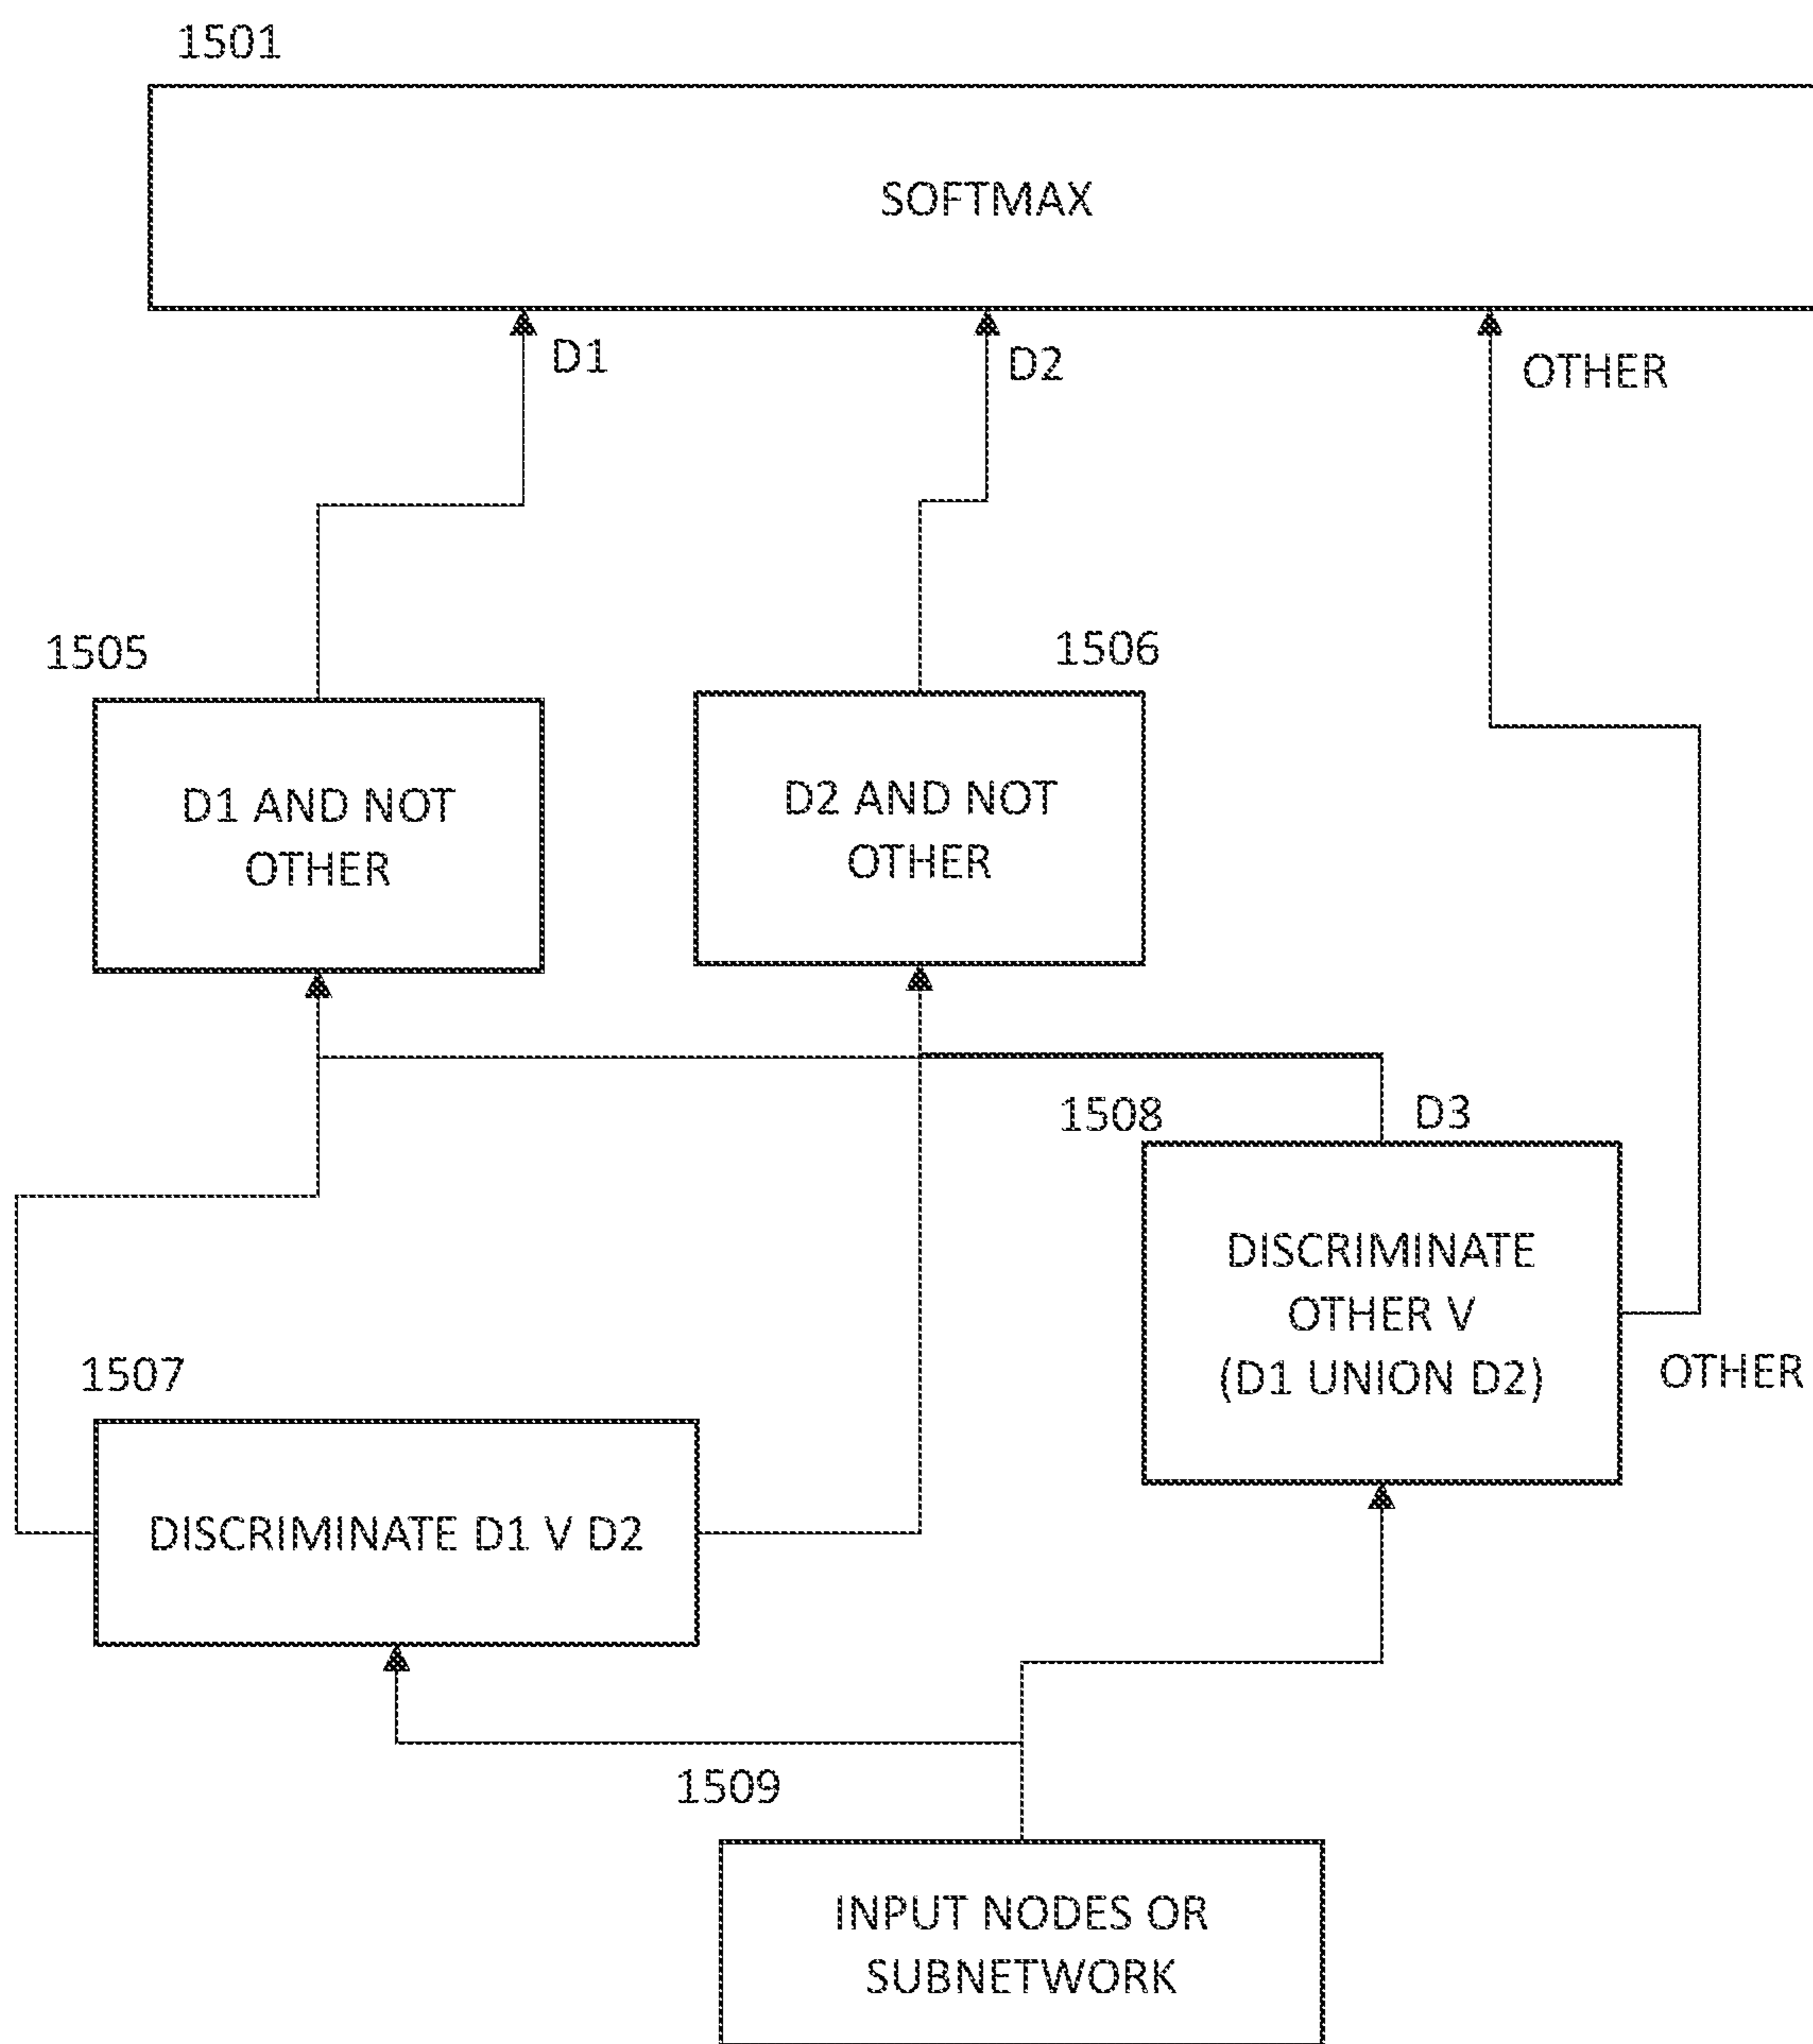 1501
SOFTMAX
D1
D2
OTHER
1505
1506
D1 AND NOT
OTHER
D2 AND NOT
OTHER
1508
D3
DISCRIMINATE
OTHER V
(D1 UNION D2)
OTHER
1507
DISCRIMINATE D1 V D2
1509
INPUT NODES OR
SUBNETWORK